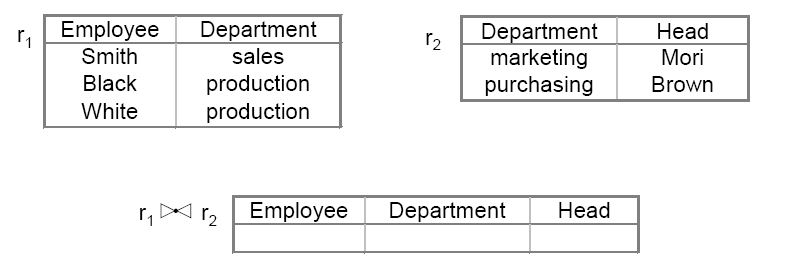 r1 Employee Department
Smith sales
Black production
White production
r2 Department Head
marketing Mori
purchasing Brown
r1 ⋈ r2 Employee Department Head